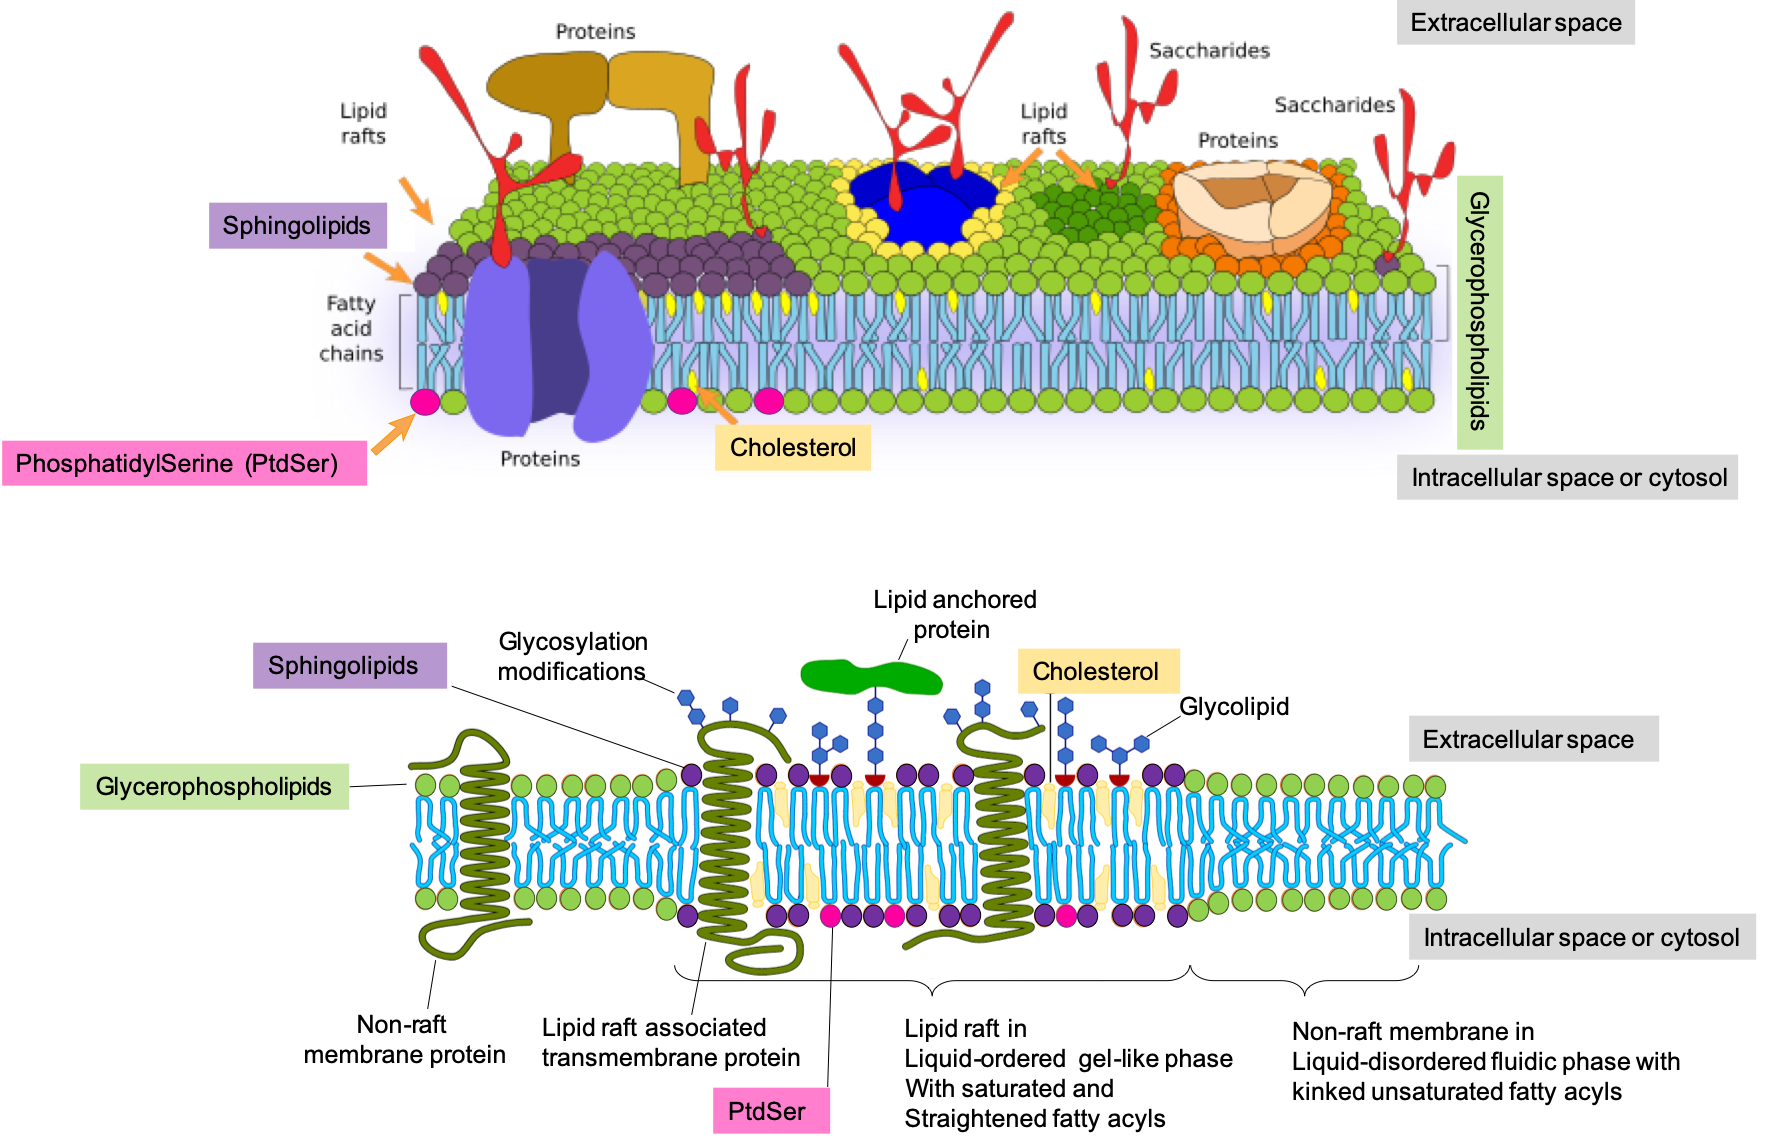 Extracellular space
Proteins
Saccharides
Lipid
rafts
Lipid
rafts
Saccharides
Proteins
Sphingolipids
Glycerophospholipids
Fatty
acid
chains
Proteins
Cholesterol
PhosphatidylSerine (PtdSer)
Intracellular space or cytosol
Lipid anchored
protein
Glycosylation
modifications
Sphingolipids
Cholesterol
Glycolipid
Extracellular space
Glycerophospholipids
Intracellular space or cytosol
Non-raft
membrane protein
Lipid raft associated
transmembrane protein
Lipid raft in
Liquid-ordered gel-like phase
With saturated and
Straightened fatty acyls
Non-raft membrane in
Liquid-disordered fluidic phase with
kinked unsaturated fatty acyls
PtdSer